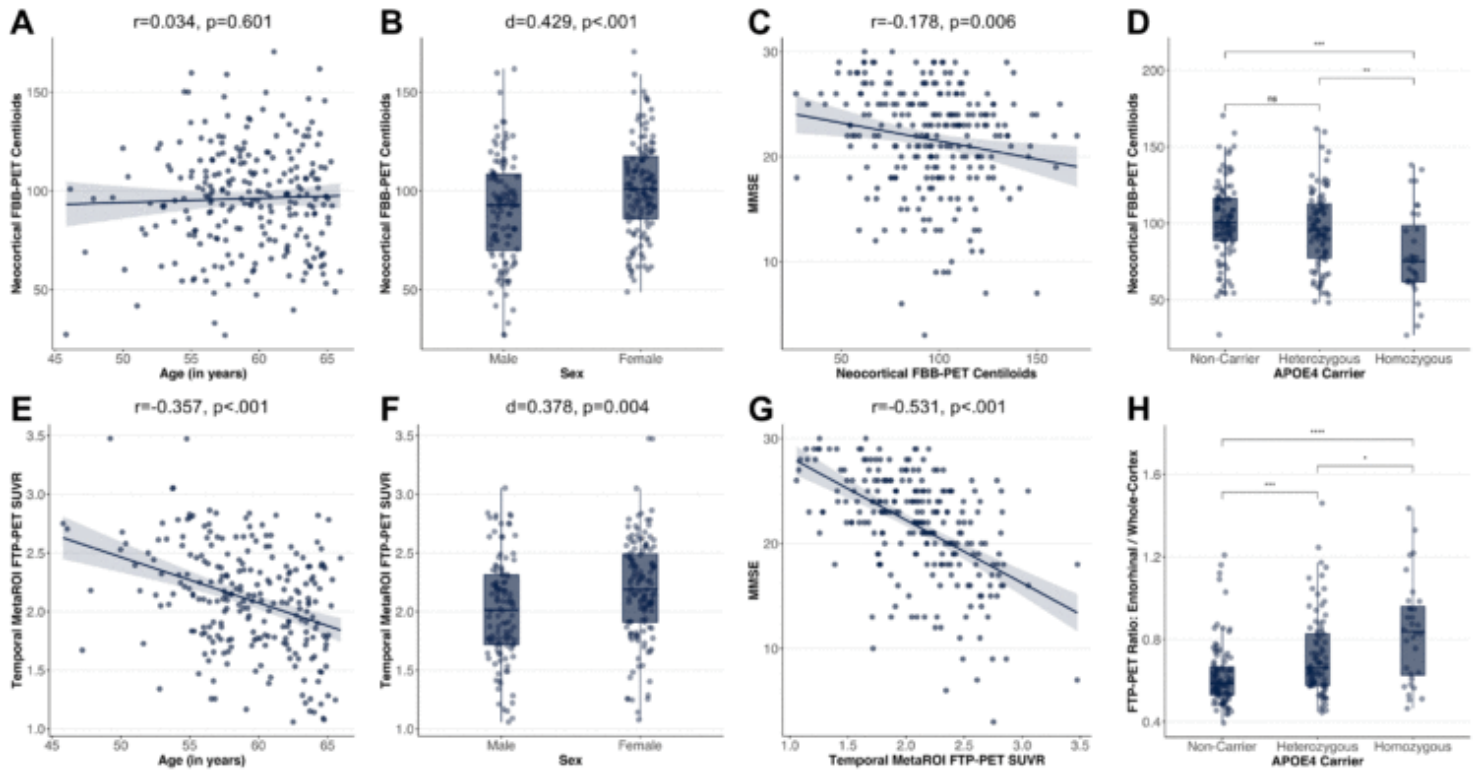 A
r=0.034, p=0.601
Neocortical FBB-PET Centiloids
150
100
50
45
50
55
60
65
Age (in years)
B
d=0.429, p<.001
Neocortical FBB-PET Centiloids
150
100
50
Male
Female
Sex
C
r=-0.178, p=0.006
MMSE
30
20
10
50
100
150
Neocortical FBB-PET Centiloids
D
Neocortical FBB-PET Centiloids
200
150
100
50
***
**
ns
Non-Carrier
Heterozygous
Homozygous
APOE4 Carrier
E
r=-0.357, p<.001
Temporal MetaROI FTP-PET SUVR
3.5
3.0
2.5
2.0
1.5
1.0
45
50
55
60
65
Age (in years)
F
d=0.378, p=0.004
Temporal MetaROI FTP-PET SUVR
3.5
3.0
2.5
2.0
1.5
1.0
Male
Female
Sex
G
r=-0.531, p<.001
MMSE
30
20
10
1.0
1.5
2.0
2.5
3.0
3.5
Temporal MetaROI FTP-PET SUVR
H
FTP-PET Ratio: Entorhinal / Whole-Cortex
1.6
1.2
0.8
0.4
****
*
***
Non-Carrier
Heterozygous
Homozygous
APOE4 Carrier